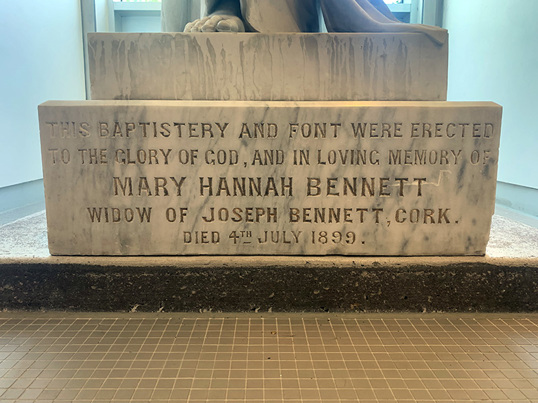 THIS BAPTISTERY AND FONT WERE ERECTED
TO THE GLORY OF GOD, AND IN LOVING MEMORY OF
MARY HANNAH BENNETT
WIDOW OF JOSEPH BENNETT, CORK.
DIED 4TH JULY 1899.